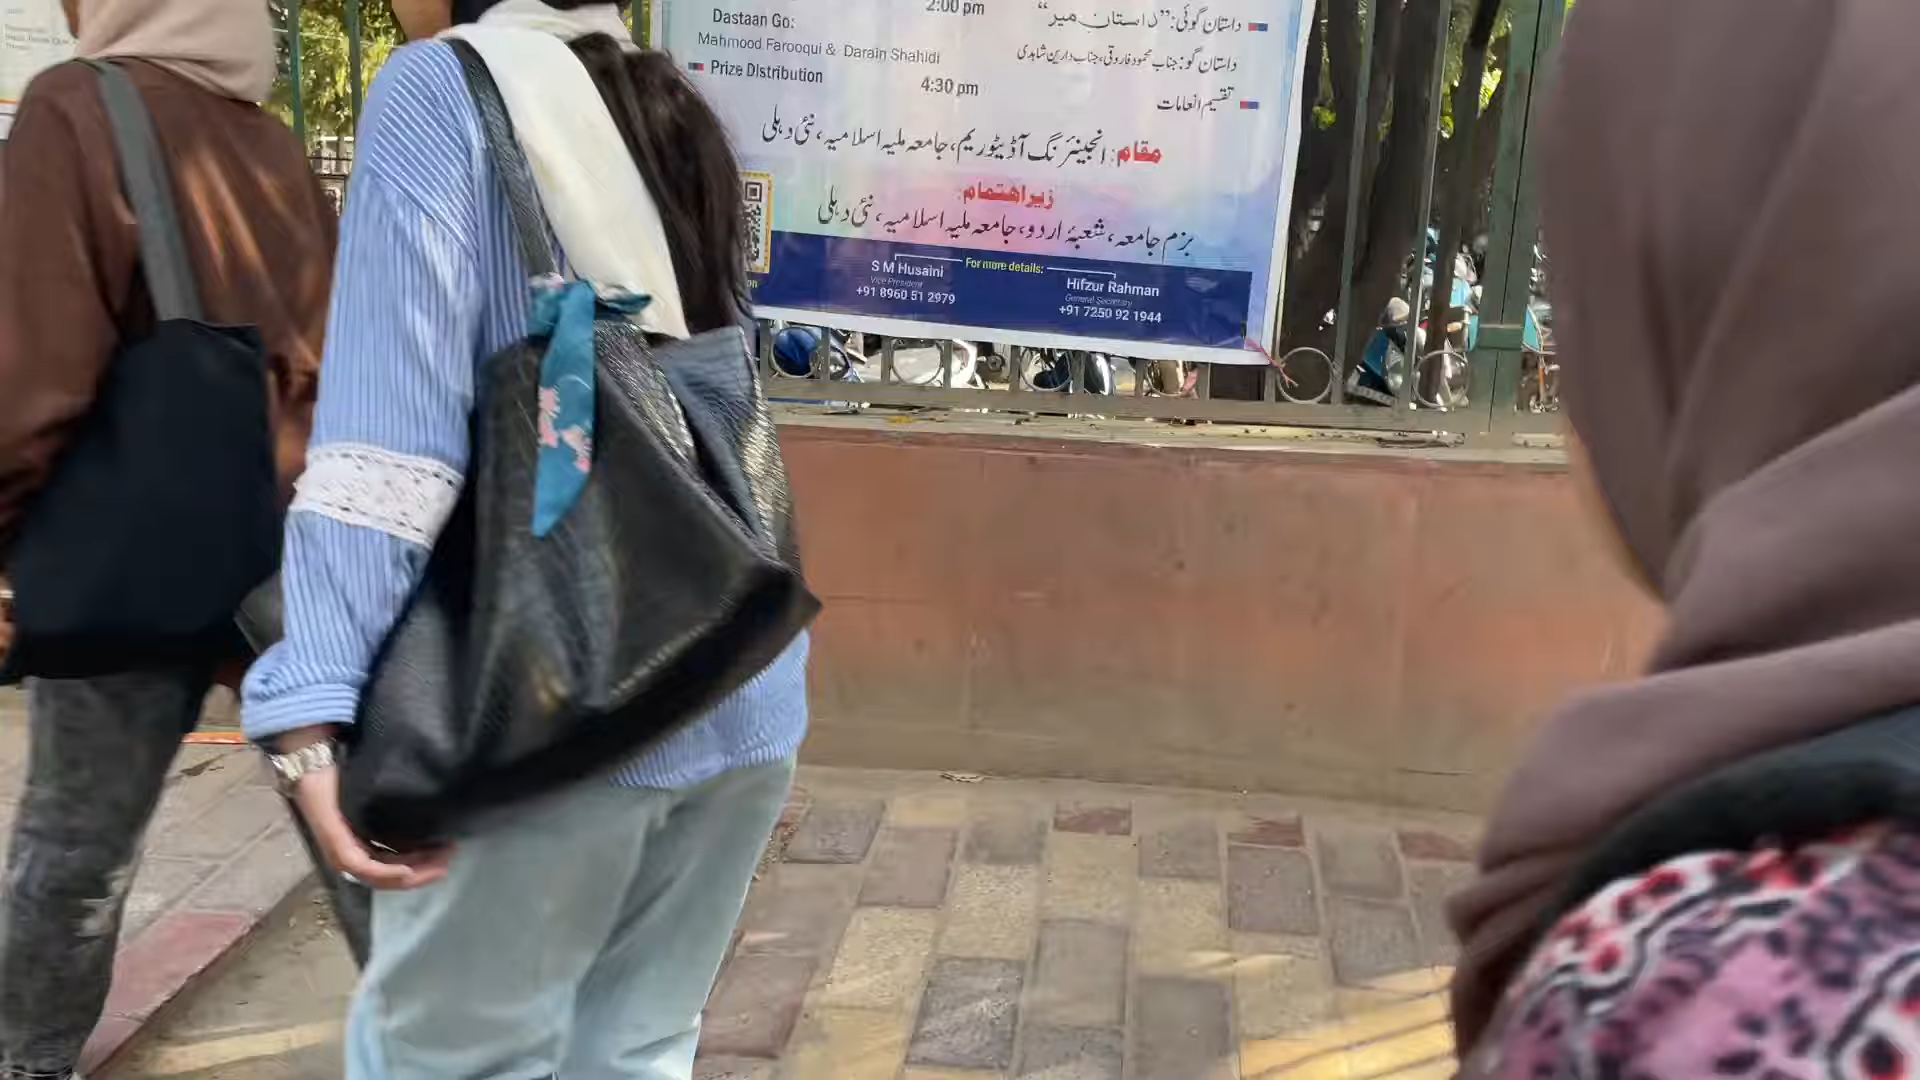 2:00 pm
داستان گوئی: ”داستان میر“
Dastaan Go:
Mahmood Farooqui & Darain Shahidi
داستان گو: جناب محمود فاروقی، جناب دارین شاہدی
Prize Distribution
4:30 pm
تقسیم انعامات
مقام: انجینئرنگ آڈیٹوریم، جامعہ ملیہ اسلامیہ، نئی دہلی
زیر اہتمام:
بزم جامعہ، شعبۂ اردو، جامعہ ملیہ اسلامیہ، نئی دہلی
For more details:
S M Husaini
Vice President
+91 8960 51 2979
Hifzur Rahman
General Secretary
+91 7250 92 1944